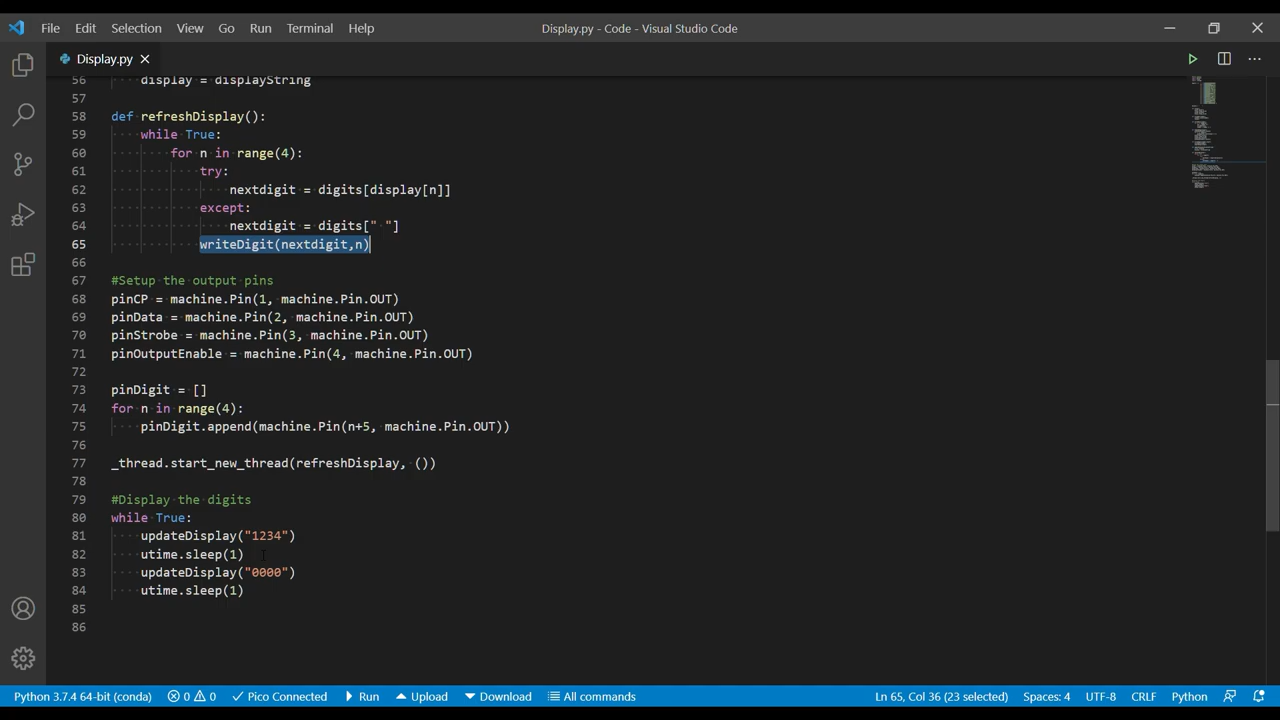 File Edit Selection View Go Run Terminal Help
Display.py - Code - Visual Studio Code
Display.py
56 display = displayString
57
58 def refreshDisplay():
59 while True:
60 for n in range(4):
61 try:
62 nextdigit = digits[display[n]]
63 except:
64 nextdigit = digits[" "]
65 writeDigit(nextdigit,n)
66
67 #Setup the output pins
68 pinCP = machine.Pin(1, machine.Pin.OUT)
69 pinData = machine.Pin(2, machine.Pin.OUT)
70 pinStrobe = machine.Pin(3, machine.Pin.OUT)
71 pinOutputEnable = machine.Pin(4, machine.Pin.OUT)
72
73 pinDigit = []
74 for n in range(4):
75 pinDigit.append(machine.Pin(n+5, machine.Pin.OUT))
76
77 _thread.start_new_thread(refreshDisplay, ())
78
79 #Display the digits
80 while True:
81 updateDisplay("1234")
82 utime.sleep(1)
83 updateDisplay("0000")
84 utime.sleep(1)
85
86
Python 3.7.4 64-bit (conda) 0 0 Pico Connected Run Upload Download All commands Ln 65, Col 36 (23 selected) Spaces: 4 UTF-8 CRLF Python